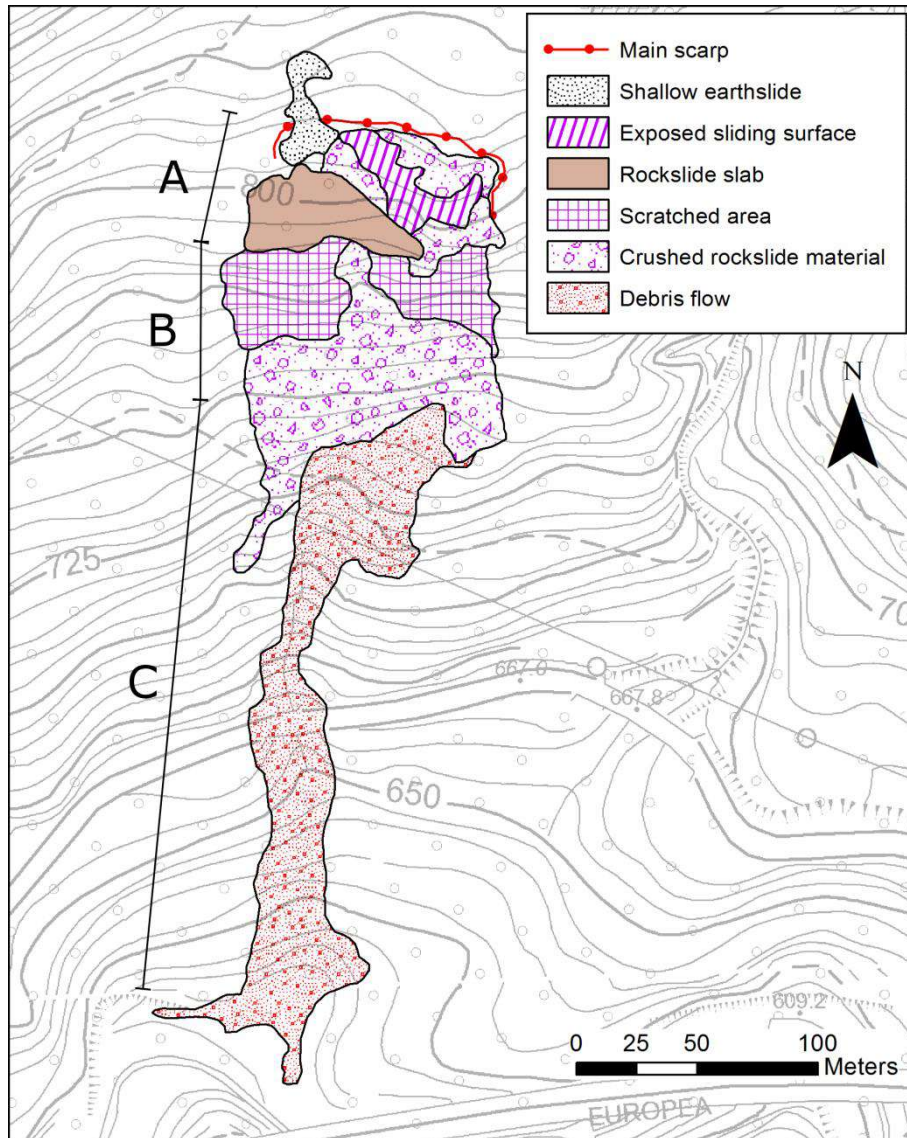 Main scarp
Shallow earthslide
Exposed sliding surface
Rockslide slab
Scratched area
Crushed rockslide material
Debris flow
A
800
B
N
725
70
C
667.0
667.8
650
609.2
0 25 50 100
Meters
EUROPEA